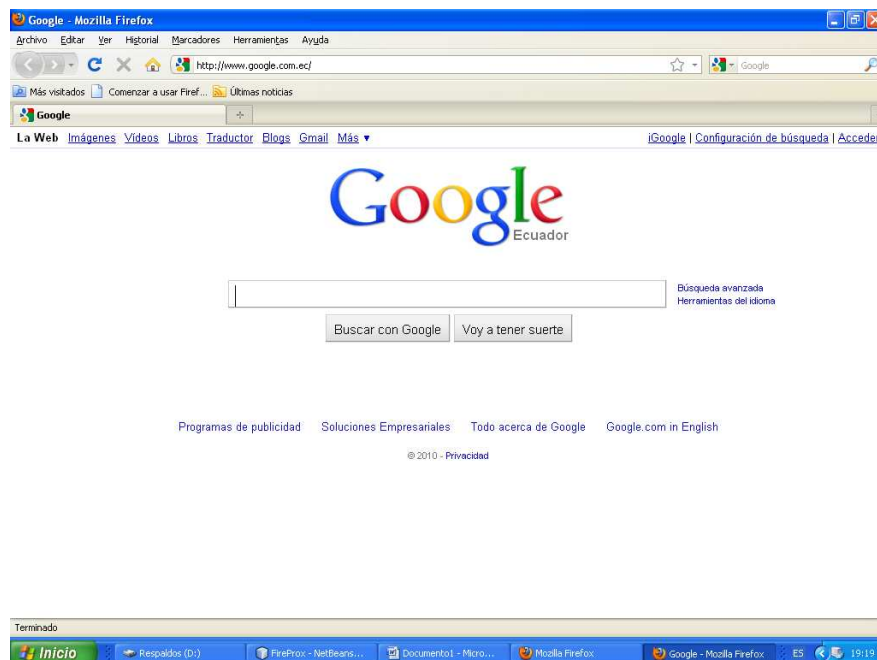 Google - Mozilla Firefox
Archivo Editar Ver Historial Marcadores Herramientas Ayuda
http://www.google.com.ec/ Google
Más visitados Comenzar a usar Firef... Últimas noticias
Google
La Web Imágenes Vídeos Libros Traductor Blogs Gmail Más ▼ iGoogle | Configuración de búsqueda | Acceder
Google
Ecuador
Búsqueda avanzada
Herramientas del idioma
Buscar con Google Voy a tener suerte
Programas de publicidad Soluciones Empresariales Todo acerca de Google Google.com in English
© 2010 - Privacidad
Terminado
Inicio Respaldos (D:) FireProx - NetBeans... Documento1 - Micro... Mozilla Firefox Google - Mozilla Firefox ES 19:19